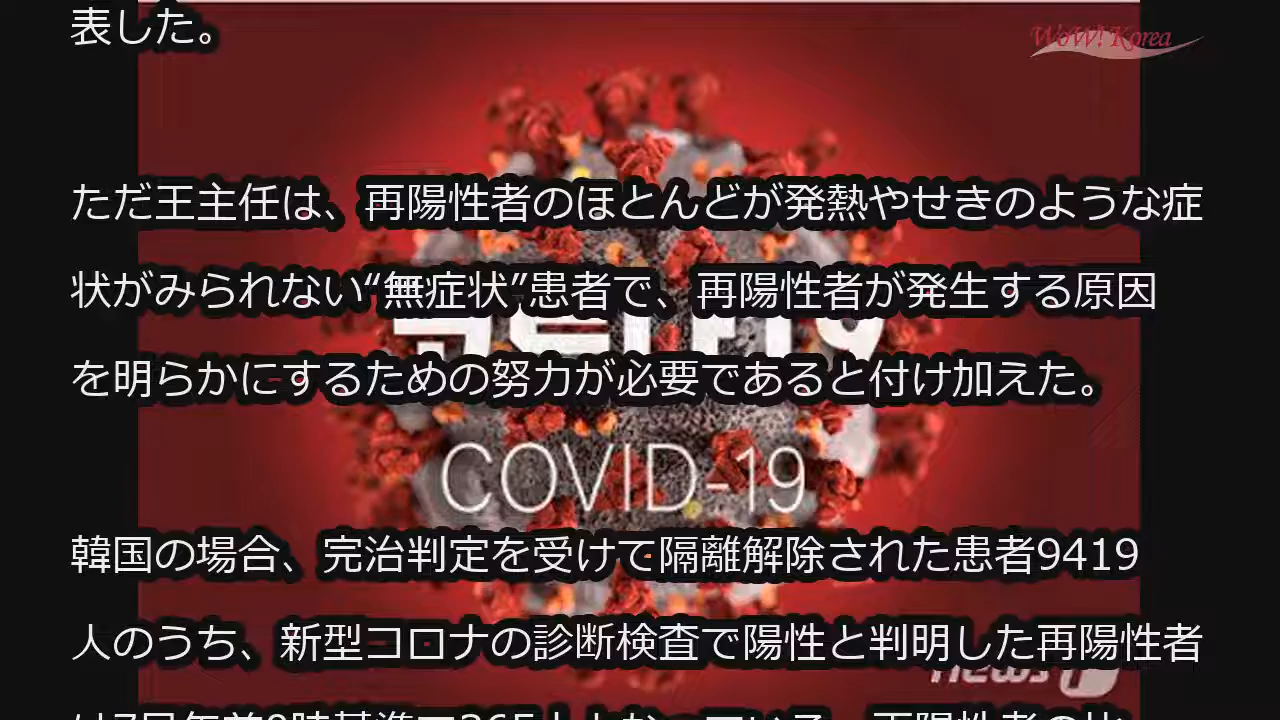 表した。
WoW! Korea
ただ王主任は、再陽性者のほとんどが発熱やせきのような症
状がみられない“無症状”患者で、再陽性者が発生する原因
を明らかにするための努力が必要であると付け加えた。
COVID-19
韓国の場合、完治判定を受けて隔離解除された患者9419
人のうち、新型コロナの診断検査で陽性と判明した再陽性者
news1